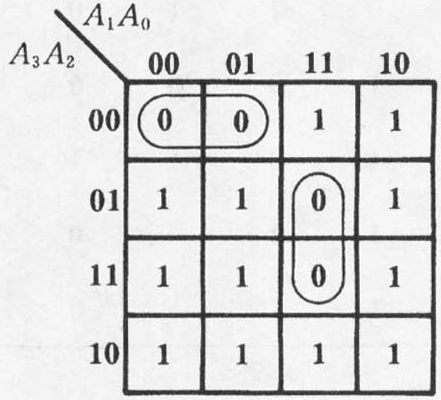 A₁A₀
A₃A₂
00 01 11 10
00 0 0 1 1
01 1 1 0 1
11 1 1 0 1
10 1 1 1 1